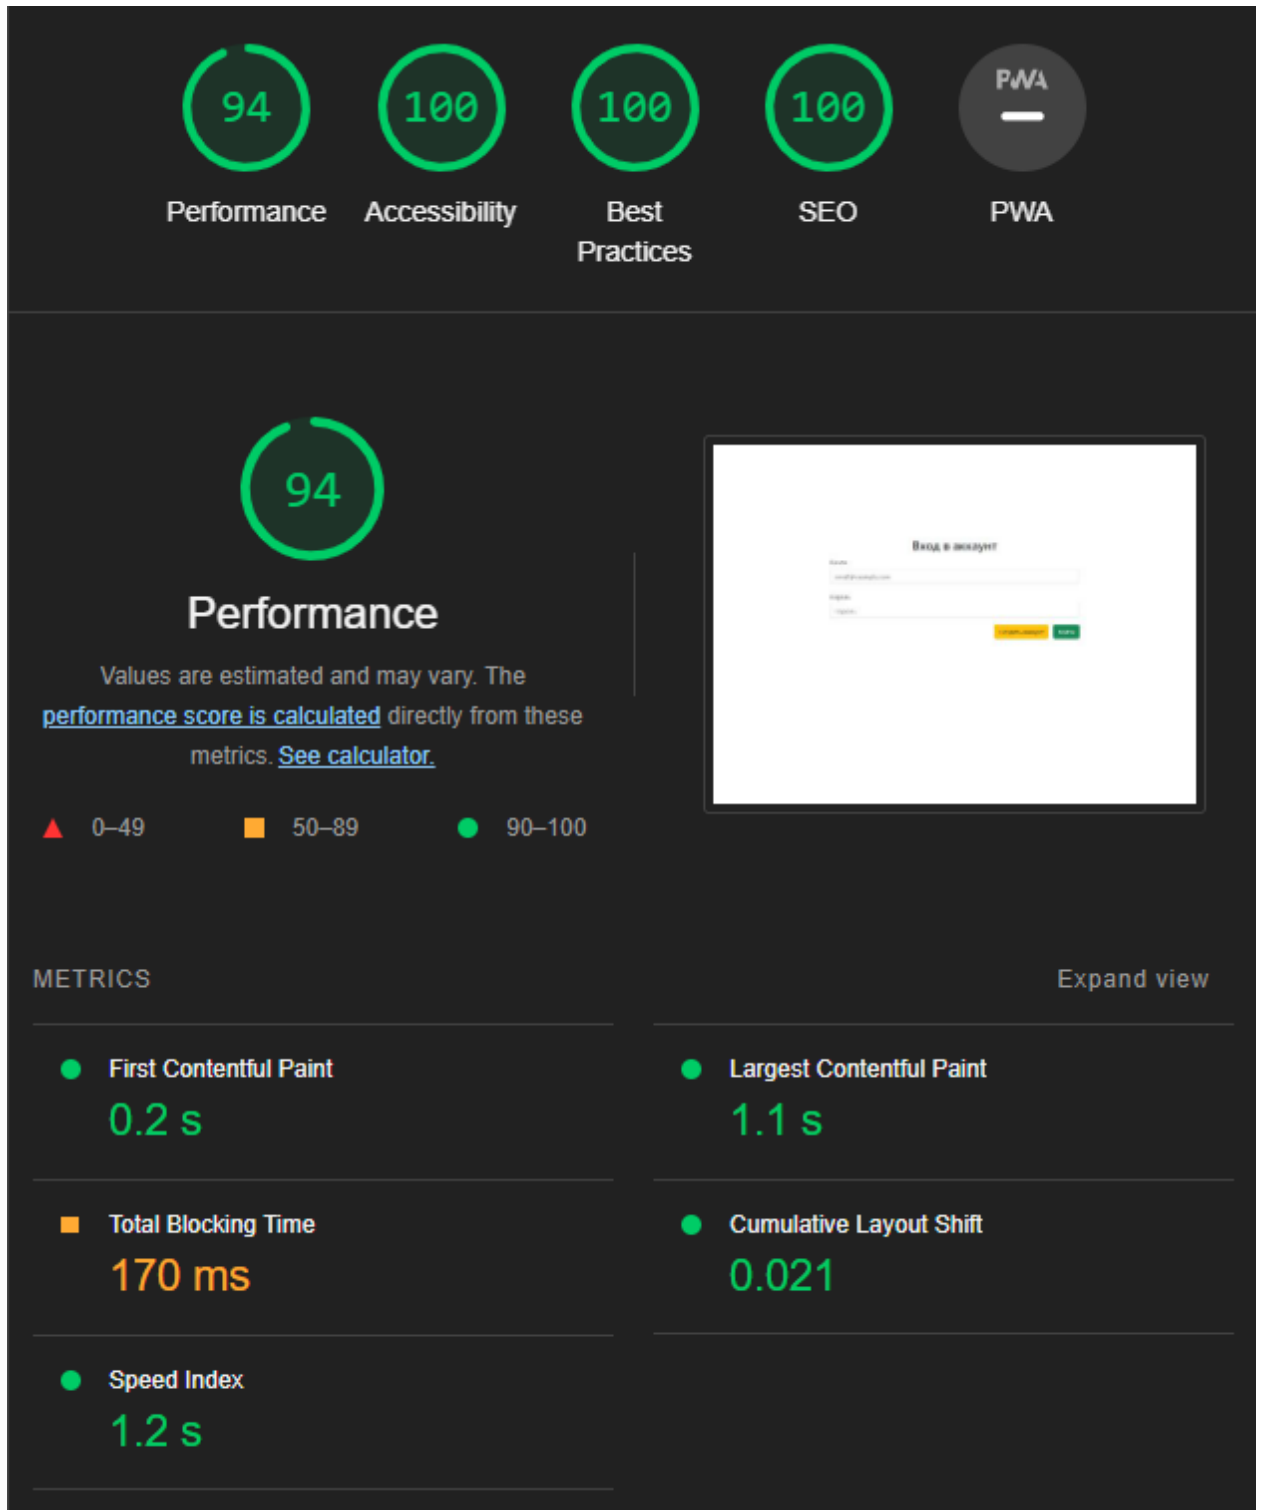 94
100
100
100
PWA
Performance
Accessibility
Best
Practices
SEO
PWA
94
Performance
Values are estimated and may vary. The
performance score is calculated directly from these
metrics. See calculator.
0–49
50–89
90–100
Вход в аккаунт
email@example.com
METRICS
Expand view
First Contentful Paint
0.2 s
Largest Contentful Paint
1.1 s
Total Blocking Time
170 ms
Cumulative Layout Shift
0.021
Speed Index
1.2 s